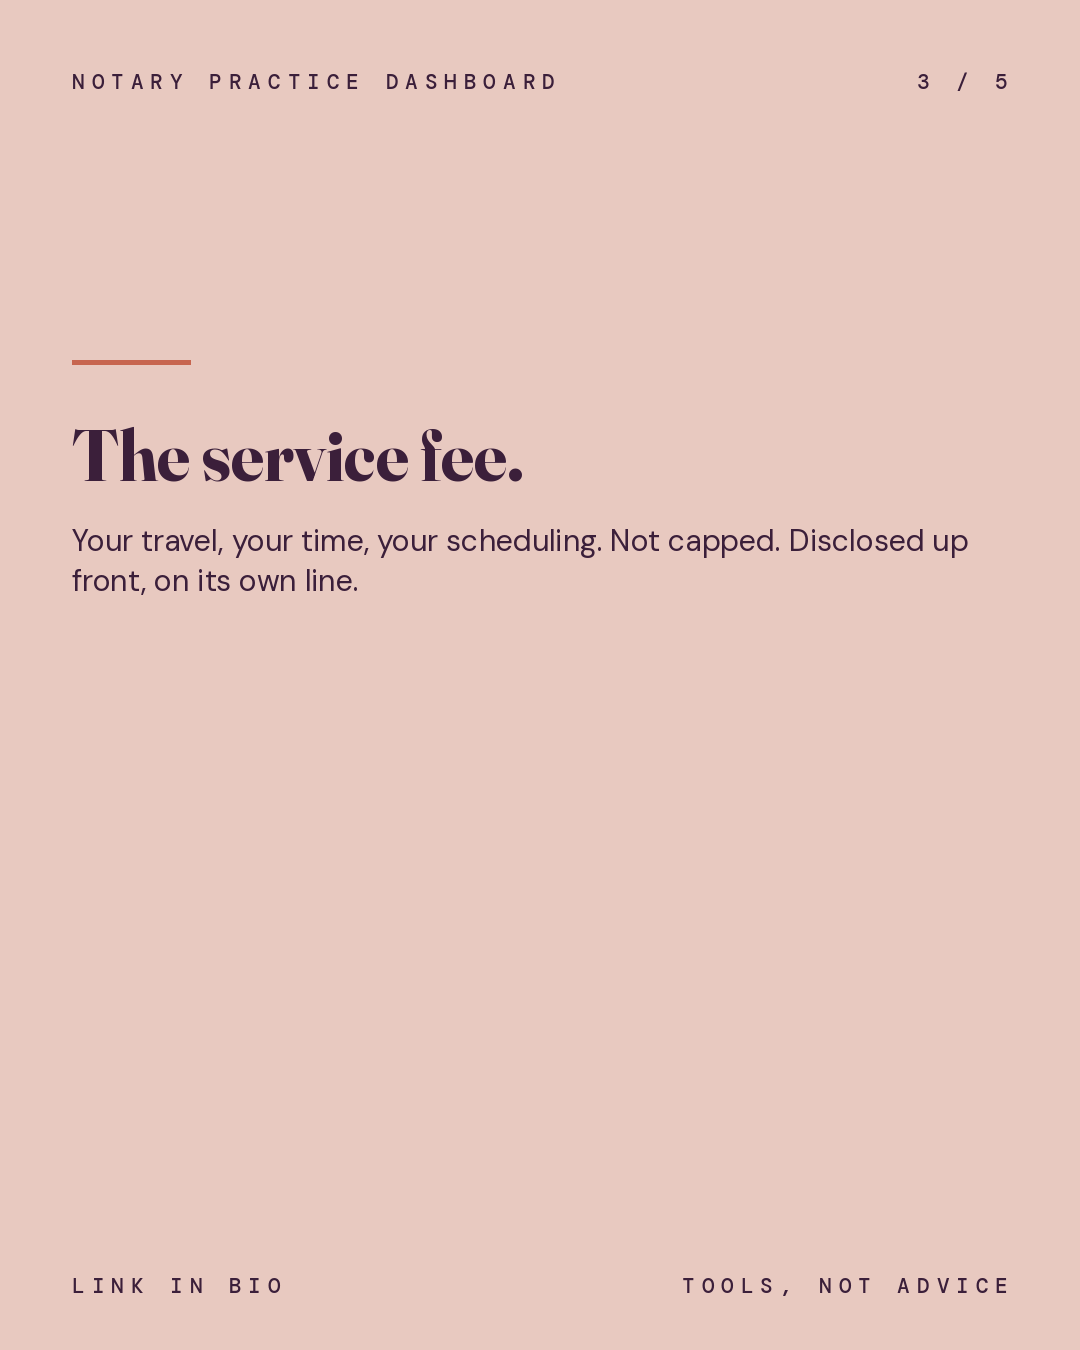 NOTARY PRACTICE DASHBOARD
3 / 5
The service fee.
Your travel, your time, your scheduling. Not capped. Disclosed up
front, on its own line.
LINK IN BIO
TOOLS, NOT ADVICE